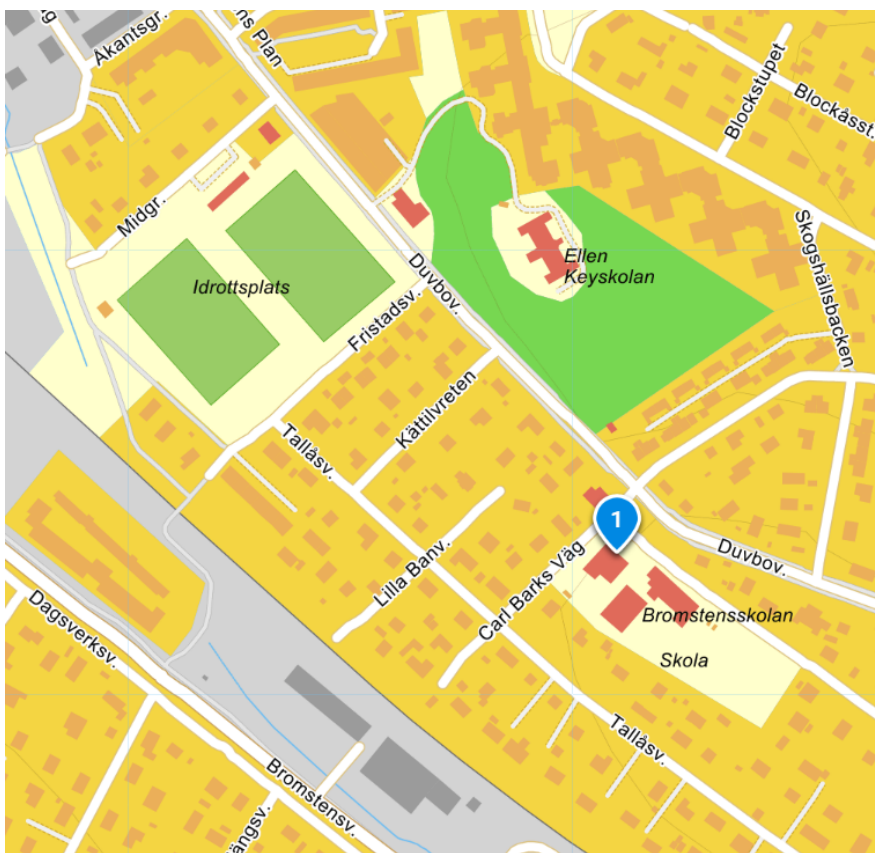 Åkantsgr.
ns Plan
Blockstupet
Blockåsst.
Midgr.
Skogshällsbacken
Ellen
Keyskolan
Duvbov.
Idrottsplats
Fristadsv.
Kättilvreten
Tallåsv.
1
Duvbov.
Carl Barks Väg
Lilla Banv.
Dagsverksv.
Bromstensskolan
Skola
Tallåsv.
Bromstensv.
ängsv.